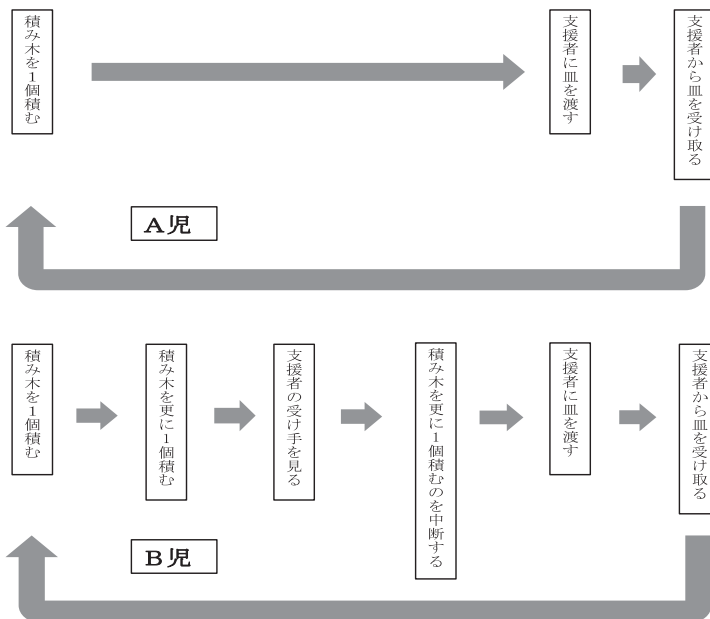 積み木を1個積む
支援者に皿を渡す
支援者から皿を受け取る
A児
積み木を1個積む
積み木を更に1個積む
支援者の受け手を見る
積み木を更に1個積むのを中断する
支援者に皿を渡す
支援者から皿を受け取る
B児